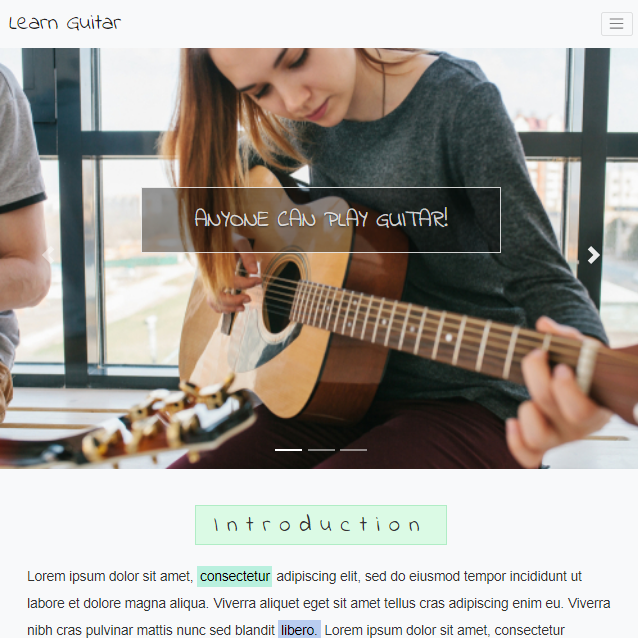 Learn Guitar
ANYONE CAN PLAY GUITAR!
Introduction
Lorem ipsum dolor sit amet, consectetur adipiscing elit, sed do eiusmod tempor incididunt ut
labore et dolore magna aliqua. Viverra aliquet eget sit amet tellus cras adipiscing enim eu. Viverra
nibh cras pulvinar mattis nunc sed blandit libero. Lorem ipsum dolor sit amet, consectetur